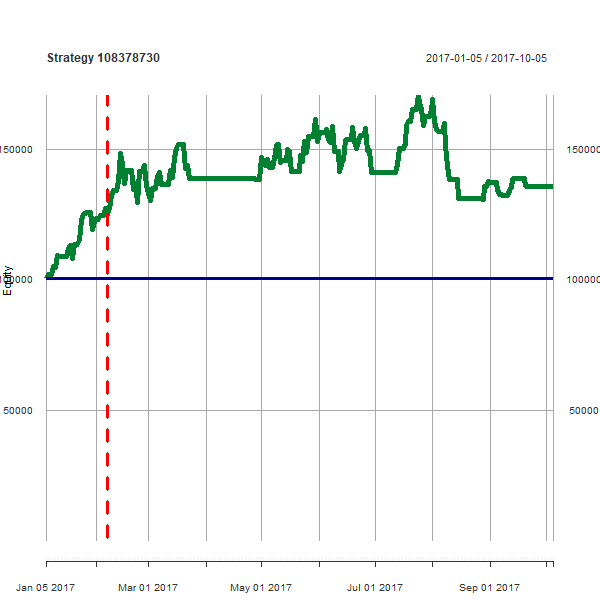 Strategy 108378730
2017-01-05 / 2017-10-05
150000
150000
100000
100000
Equity
50000
50000
Jan 05 2017
Mar 01 2017
May 01 2017
Jul 01 2017
Sep 01 2017